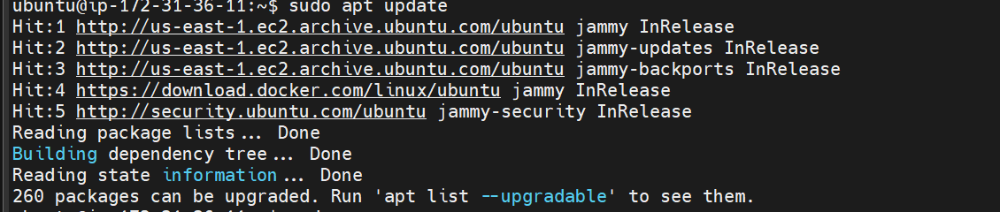 ubuntu@ip-172-31-36-11:~$ sudo apt update
Hit:1 http://us-east-1.ec2.archive.ubuntu.com/ubuntu jammy InRelease
Hit:2 http://us-east-1.ec2.archive.ubuntu.com/ubuntu jammy-updates InRelease
Hit:3 http://us-east-1.ec2.archive.ubuntu.com/ubuntu jammy-backports InRelease
Hit:4 https://download.docker.com/linux/ubuntu jammy InRelease
Hit:5 http://security.ubuntu.com/ubuntu jammy-security InRelease
Reading package lists... Done
Building dependency tree... Done
Reading state information... Done
260 packages can be upgraded. Run 'apt list --upgradable' to see them.